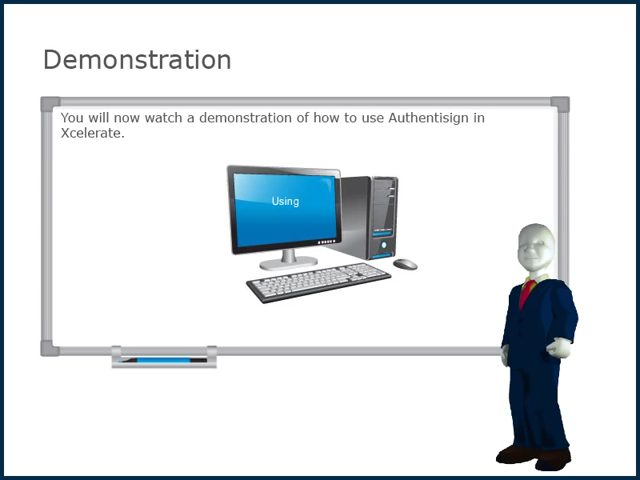 Demonstration
You will now watch a demonstration of how to use Authentisign in
Xcelerate.
Using